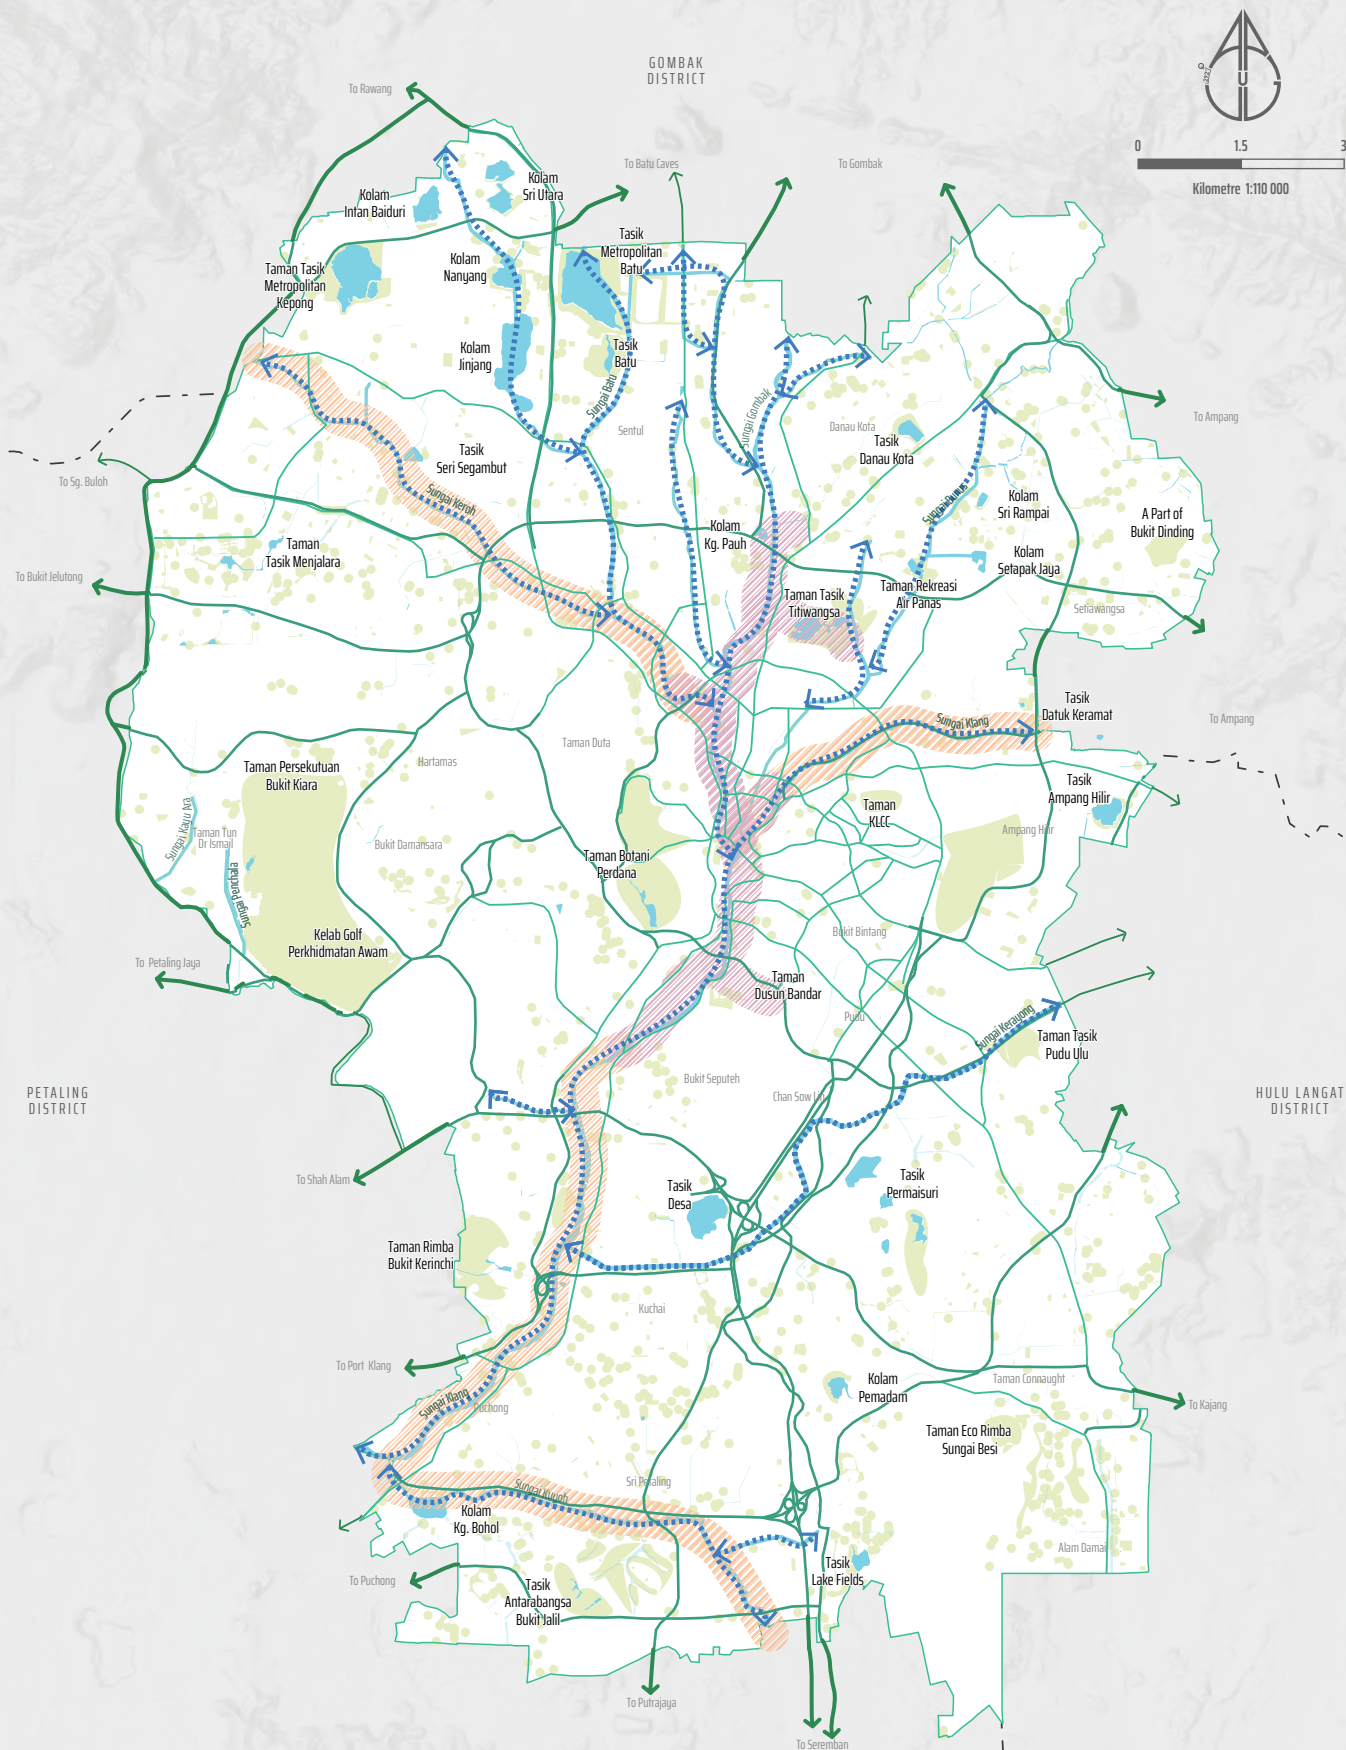 GOMBAK
DISTRICT
0
1.5
3
Kilometre 1:110 000
To Rawang
To Batu Caves
To Gombak
Kolam
Sri Utara
Kolam
Intan Baiduri
Tasik
Metropolitan
Batu
Kolam
Nanyang
Taman Tasik
Metropolitan
Kepong
Kolam
Jinjang
Tasik
Batu
Sungai Batu
Sungai Gombak
Sentul
Danau Kota
Tasik
Danau Kota
To Ampang
Tasik
Seri Segambut
To Sg. Buloh
Sungai Keroh
Kolam
Sri Rampai
A Part of
Bukit Dinding
Kolam
Kg. Pauh
Taman
Tasik Menjalara
Kolam
Setapak Jaya
To Bukit Jelutong
Taman Rekreasi
Air Panas
Taman Tasik
Titiwangsa
Setiawangsa
Tasik
Datuk Keramat
Sungai Klang
To Ampang
Taman Duta
Hartamas
Taman Persekutuan
Bukit Kiara
Tasik
Ampang Hilir
Taman
KLCC
Ampang Hilir
Sungai Kayu Ara
Taman Tun
Dr Ismail
Bukit Damansara
Taman Botani
Perdana
Sungai Penchala
Kelab Golf
Perkhidmatan Awam
Bukit Bintang
To Petaling Jaya
Taman
Dusun Bandar
Pudu
Sungai Kerayong
Taman Tasik
Pudu Ulu
Bukit Seputeh
Chan Sow Lin
PETALING
DISTRICT
HULU LANGAT
DISTRICT
To Shah Alam
Tasik
Desa
Tasik
Permaisuri
Taman Rimba
Bukit Kerinchi
Kuchai
To Port Klang
Kolam
Pemadam
Taman Connaught
Sungai Klang
Puchong
To Kajang
Taman Eco Rimba
Sungai Besi
Sri Petaling
Sungai Kuyoh
Kolam
Kg. Bohol
Alam Damai
To Puchong
Tasik
Antarabangsa
Bukit Jalil
Tasik
Lake Fields
To Putrajaya
To Seremban